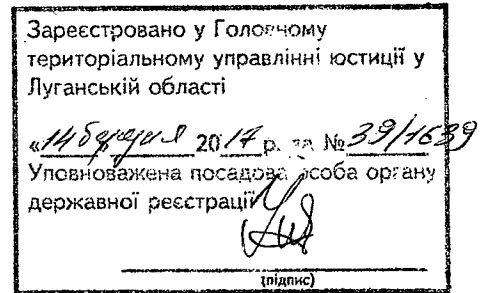 Зареєстровано у Головному
територіальному управлінні юстиції у
Луганській області
«14 березня 2017 р. за № 39/1639
Уповноважена посадова особа органу
державної реєстрації
(підпис)